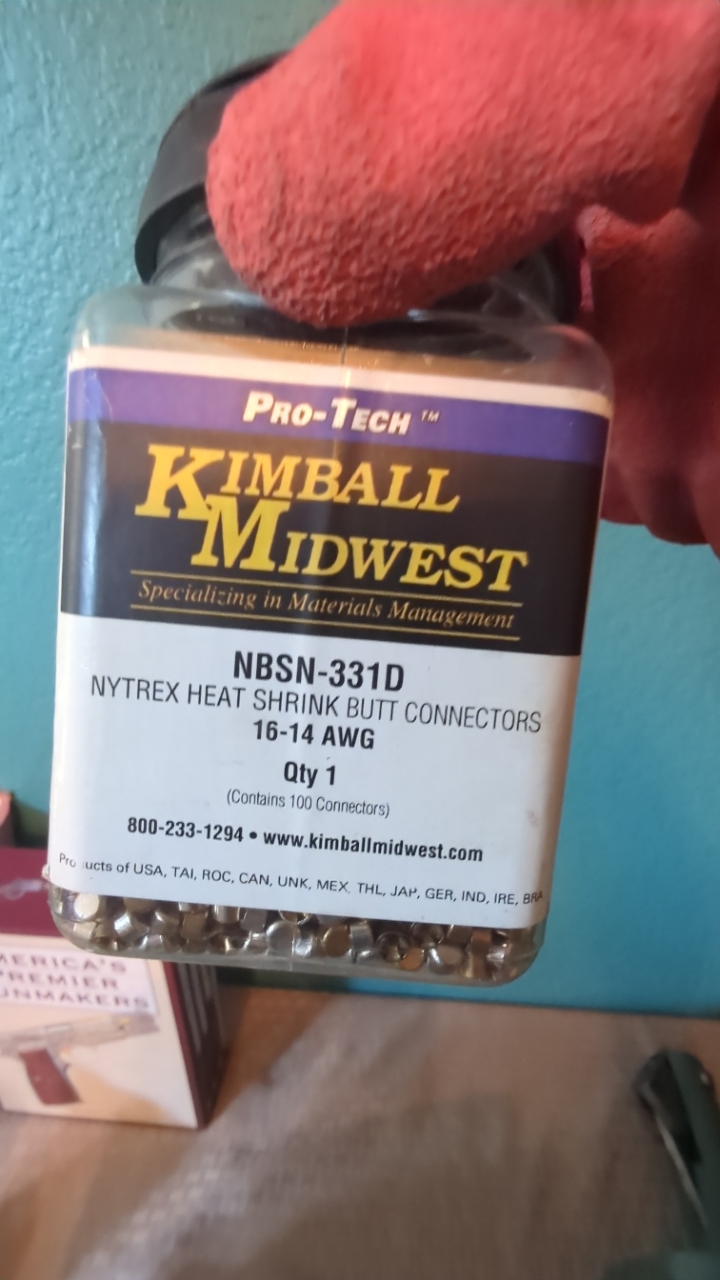 PRO-TECH™
KIMBALL
MIDWEST
Specializing in Materials Management
NBSN-331D
NYTREX HEAT SHRINK BUTT CONNECTORS
16-14 AWG
Qty 1
(Contains 100 Connectors)
800-233-1294 • www.kimballmidwest.com
of USA, TAI, ROC, CAN, UNK, MEX, THL, JAP, GER, IND, IRE, BRA
MERICA'S
REMIER
UNMAKERS